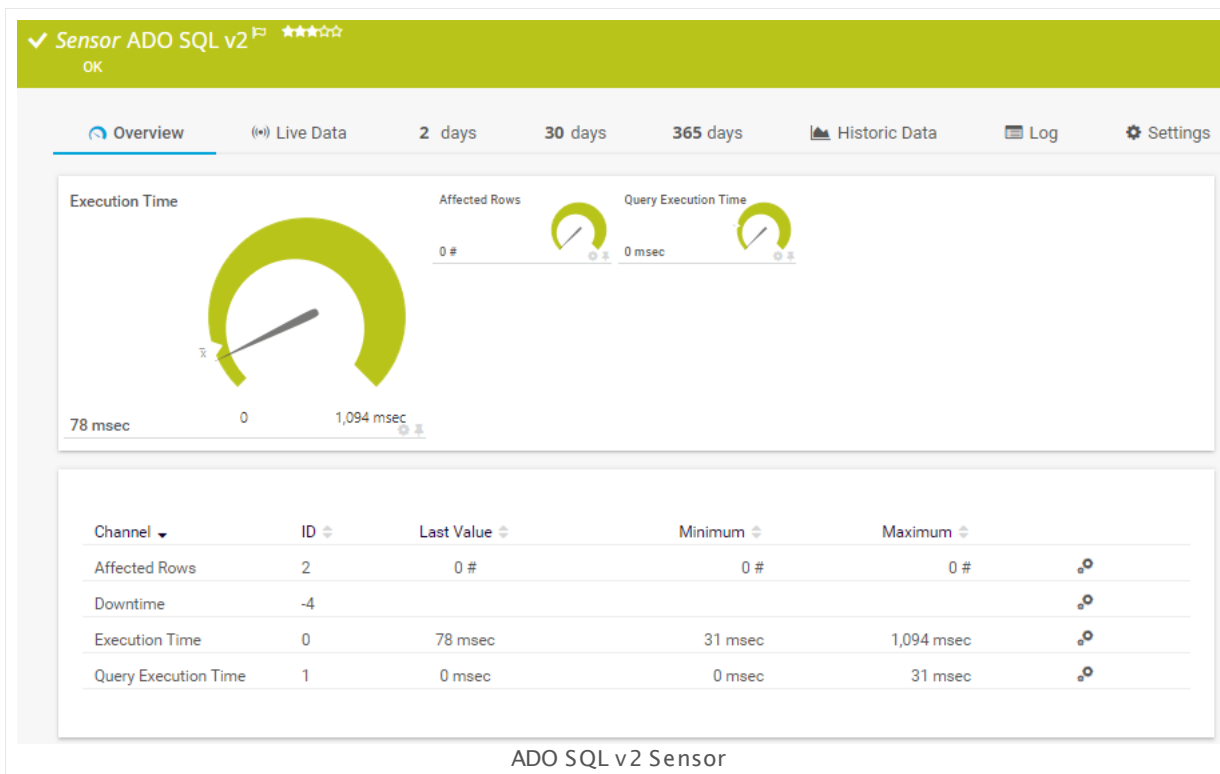 Sensor ADO SQL v2
OK
Overview Live Data 2 days 30 days 365 days Historic Data Log Settings
Execution Time
Affected Rows
Query Execution Time
0 #
0 msec
x̄
78 msec
0
1,094 msec
Channel ID Last Value Minimum Maximum
Affected Rows 2 0 # 0 # 0 #
Downtime -4
Execution Time 0 78 msec 31 msec 1,094 msec
Query Execution Time 1 0 msec 0 msec 31 msec
ADO SQL v2 Sensor